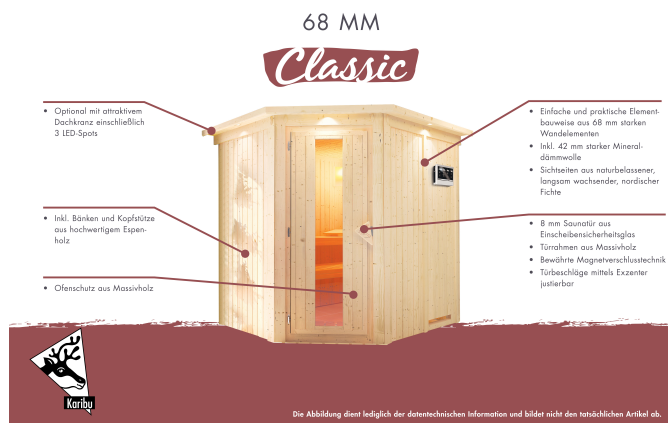 68 MM
Classic
• Optional mit attraktivem
Dachkranz einschließlich
3 LED-Spots
• Inkl. Bänken und Kopfstütze
aus hochwertigem Espen-
holz
• Ofenschutz aus Massivholz
• Einfache und praktische Element-
bauweise aus 68 mm starken
Wandelementen
• Inkl. 42 mm starker Mineral-
dämmwolle
• Sichtseiten aus naturbelassener,
langsam wachsender, nordischer
Fichte
• 8 mm Saunatür aus
Einscheibensicherheitsglas
• Türrahmen aus Massivholz
• Bewährte Magnetverschlusstechnik
• Türbeschläge mittels Exzenter
justierbar
Karibu
Die Abbildung dient lediglich der datentechnischen Information und bildet nicht den tatsächlichen Artikel ab.